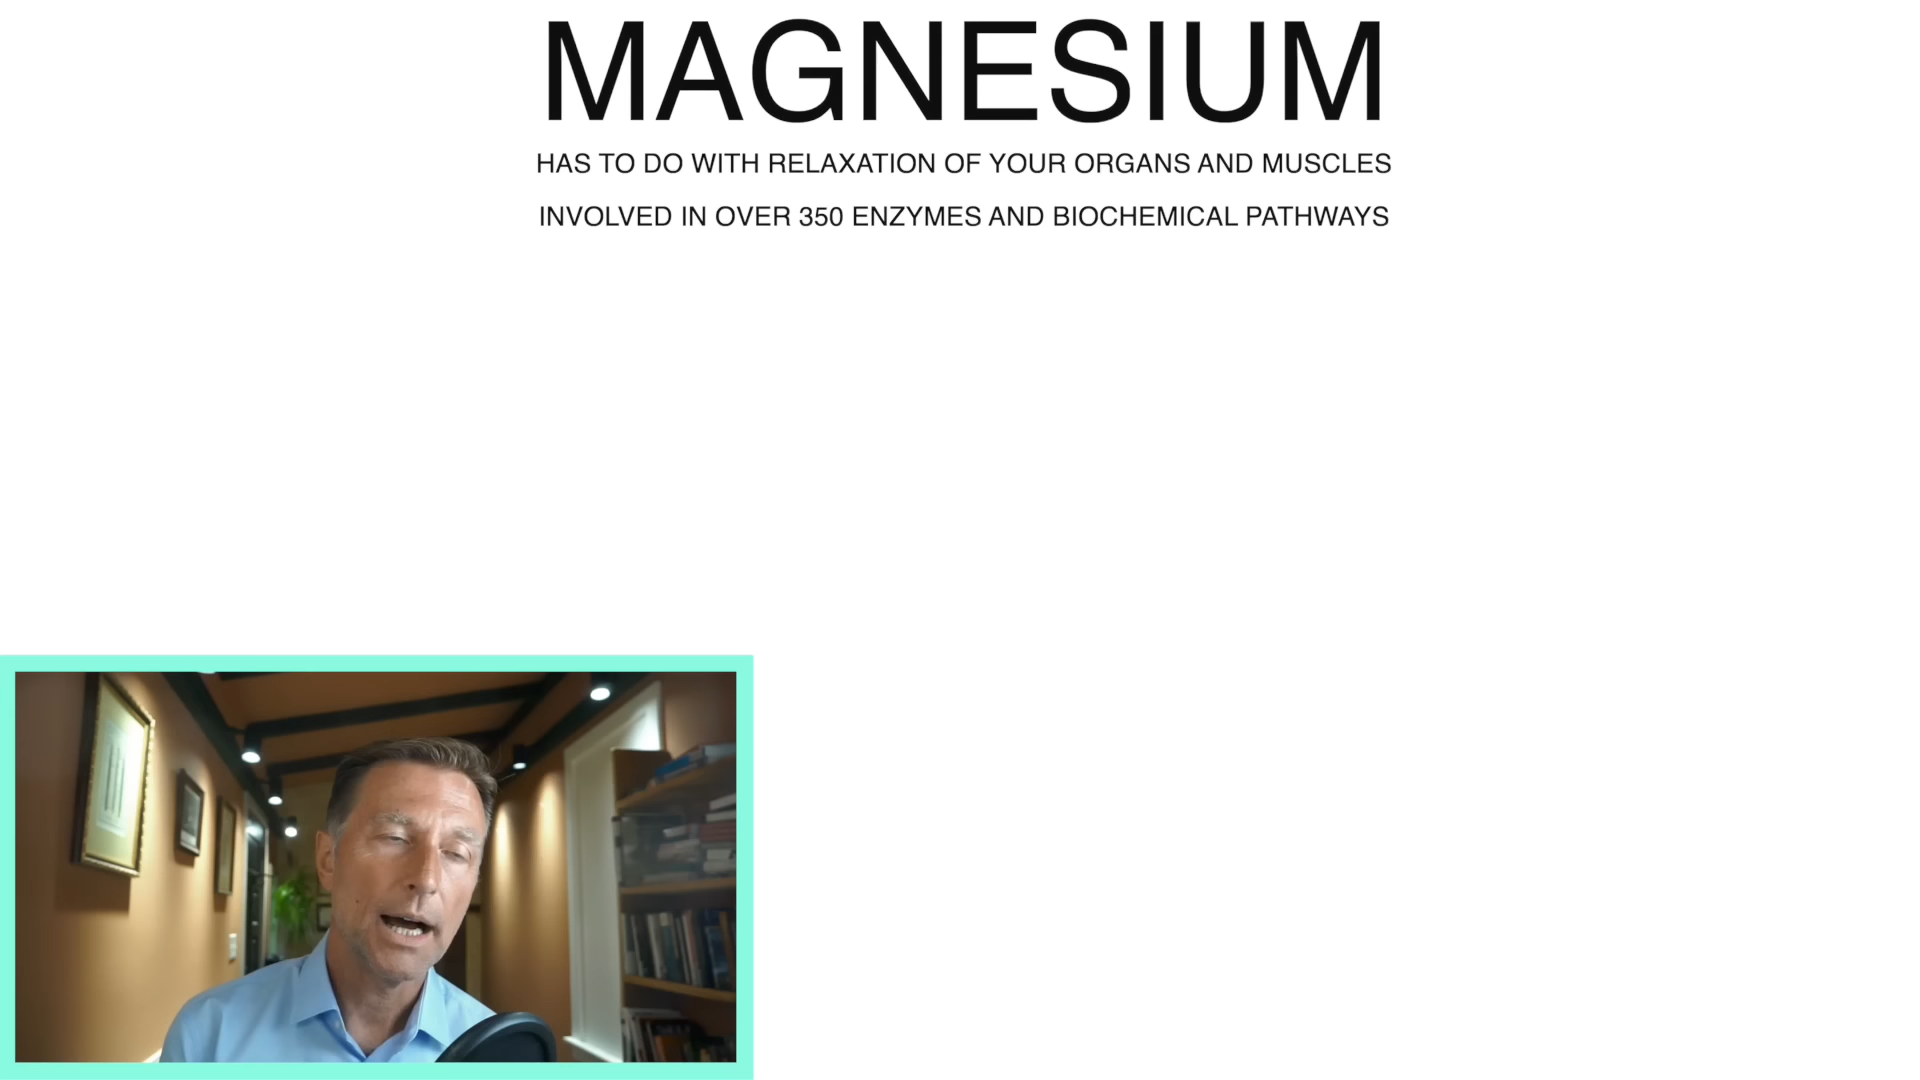 MAGNESIUM
HAS TO DO WITH RELAXATION OF YOUR ORGANS AND MUSCLES
INVOLVED IN OVER 350 ENZYMES AND BIOCHEMICAL PATHWAYS